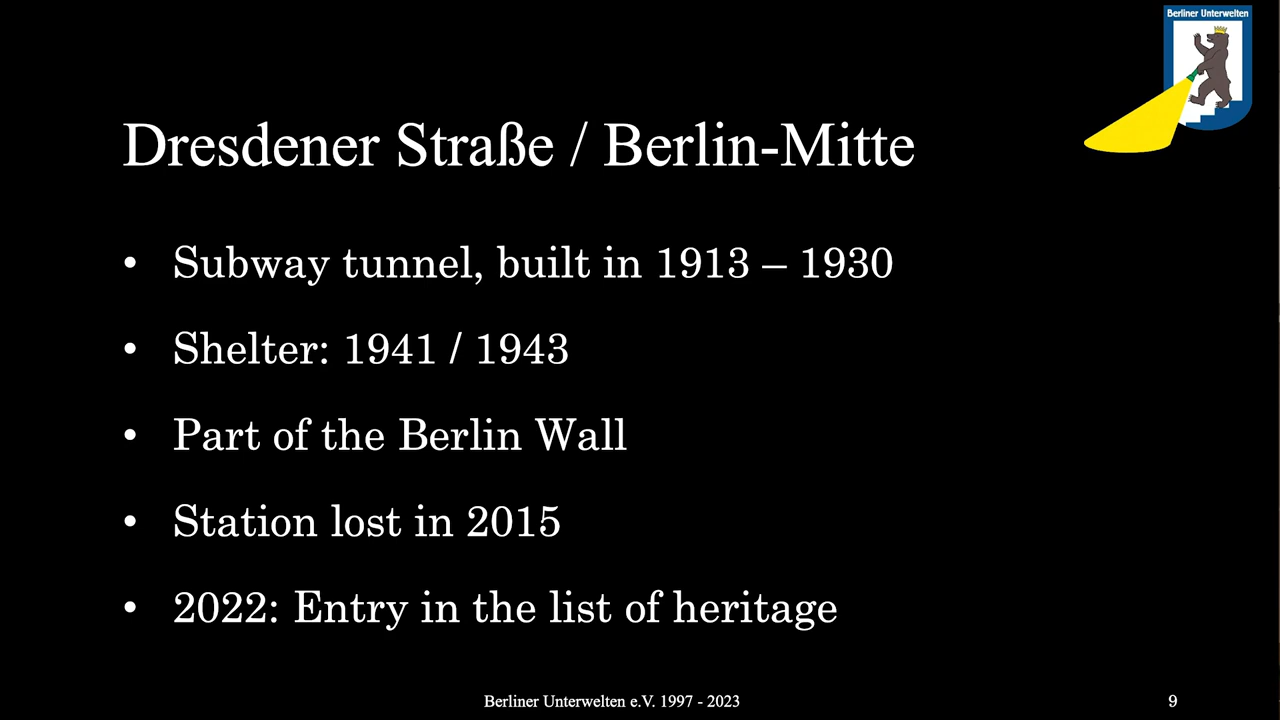 Berliner Unterwelten
Dresdener Straße / Berlin-Mitte
• Subway tunnel, built in 1913 – 1930
• Shelter: 1941 / 1943
• Part of the Berlin Wall
• Station lost in 2015
• 2022: Entry in the list of heritage
Berliner Unterwelten e.V. 1997 - 2023
9